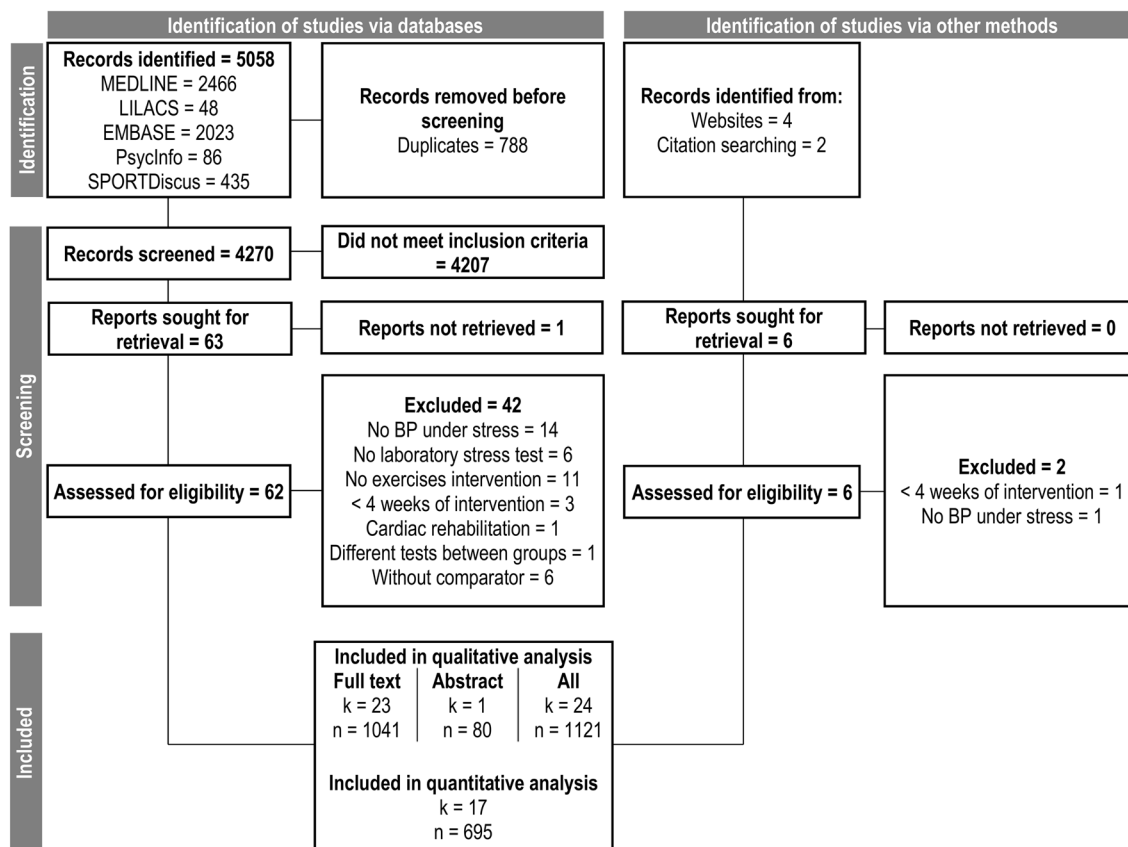 Identification of studies via databases
Identification of studies via other methods
Identification
Records identified = 5058
MEDLINE = 2466
LILACS = 48
EMBASE = 2023
PsycInfo = 86
SPORTDiscus = 435
Records removed before
screening
Duplicates = 788
Records identified from:
Websites = 4
Citation searching = 2
Screening
Records screened = 4270
Did not meet inclusion criteria
= 4207
Reports sought for
retrieval = 63
Reports not retrieved = 1
Reports sought for
retrieval = 6
Reports not retrieved = 0
Assessed for eligibility = 62
Excluded = 42
No BP under stress = 14
No laboratory stress test = 6
No exercises intervention = 11
< 4 weeks of intervention = 3
Cardiac rehabilitation = 1
Different tests between groups = 1
Without comparator = 6
Assessed for eligibility = 6
Excluded = 2
< 4 weeks of intervention = 1
No BP under stress = 1
Included
Included in qualitative analysis
Full text Abstract All
k = 23 k = 1 k = 24
n = 1041 n = 80 n = 1121
Included in quantitative analysis
k = 17
n = 695